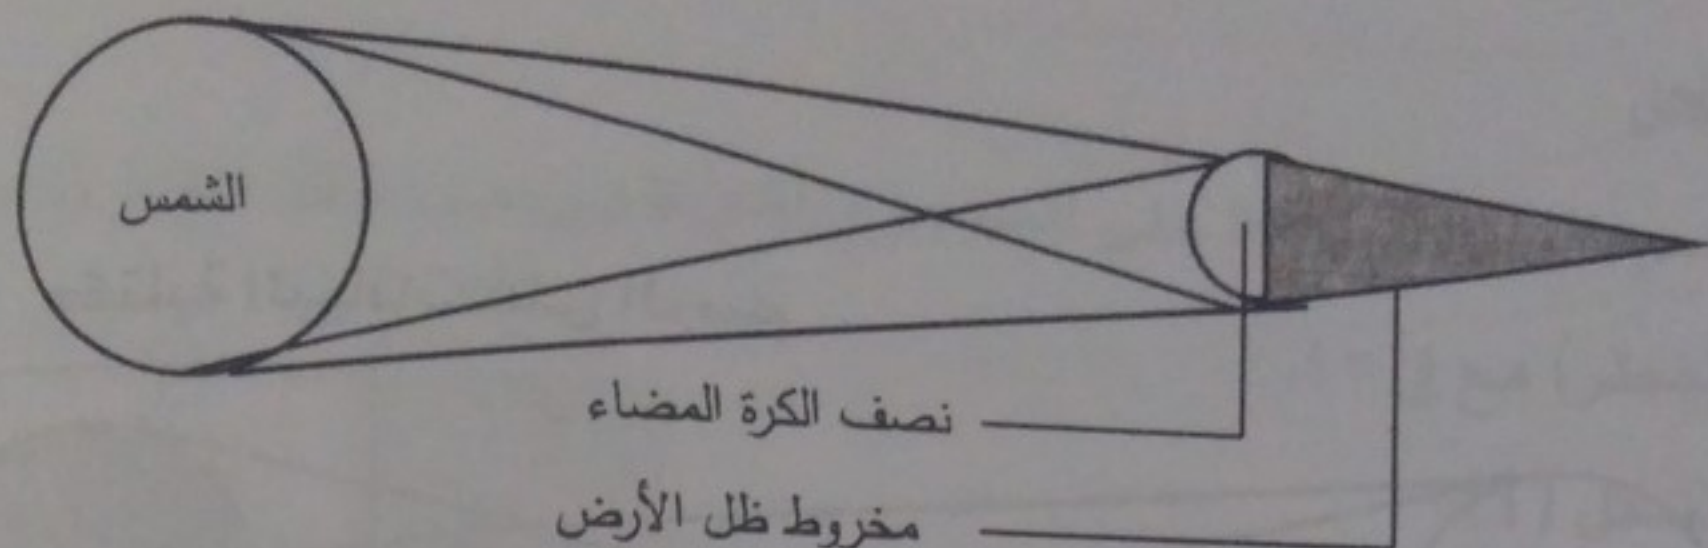 الشمس
نصف الكرة المضاء
مخروط ظل الأرض